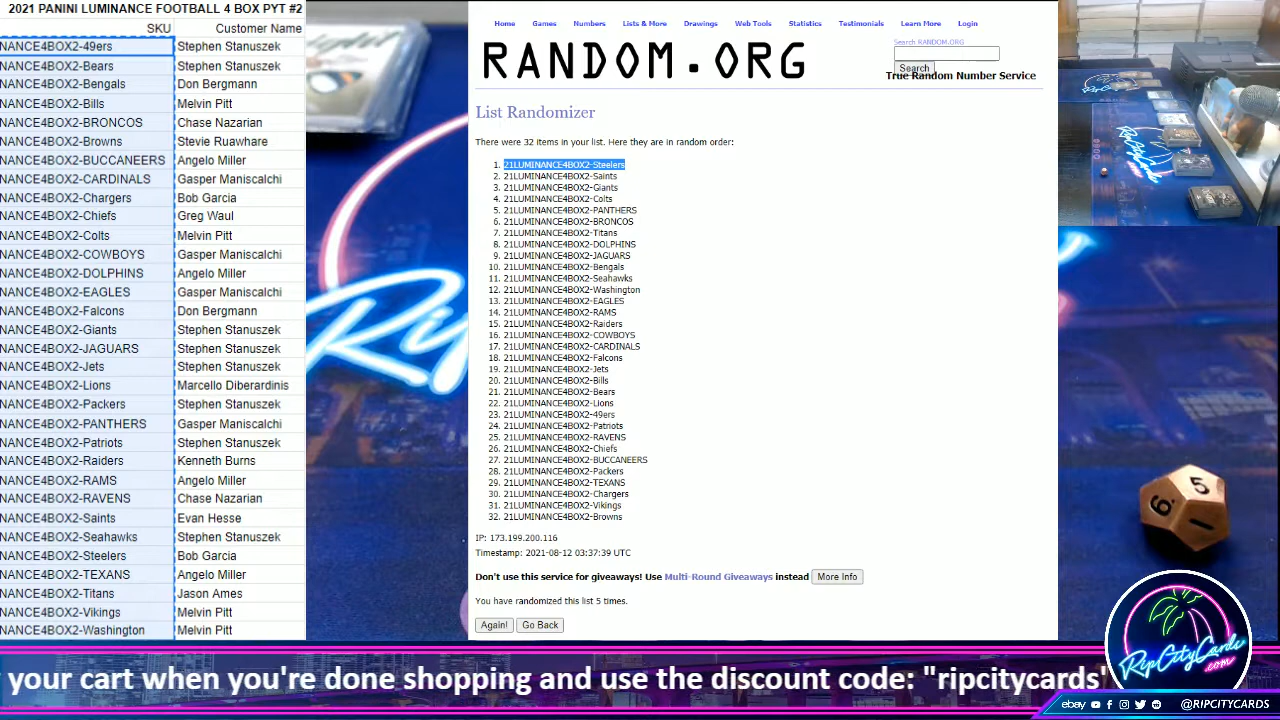 2021 PANINI LUMINANCE FOOTBALL 4 BOX PYT #2
SKU Customer Name
NANCE4BOX2-49ers Stephen Stanuszek
NANCE4BOX2-Bears Stephen Stanuszek
NANCE4BOX2-Bengals Don Bergmann
NANCE4BOX2-Bills Melvin Pitt
NANCE4BOX2-BRONCOS Chase Nazarian
NANCE4BOX2-Browns Stevie Ruawhare
NANCE4BOX2-BUCCANEERS Angelo Miller
NANCE4BOX2-CARDINALS Gasper Maniscalchi
NANCE4BOX2-Chargers Bob Garcia
NANCE4BOX2-Chiefs Greg Waul
NANCE4BOX2-Colts Melvin Pitt
NANCE4BOX2-COWBOYS Gasper Maniscalchi
NANCE4BOX2-DOLPHINS Angelo Miller
NANCE4BOX2-EAGLES Gasper Maniscalchi
NANCE4BOX2-Falcons Don Bergmann
NANCE4BOX2-Giants Stephen Stanuszek
NANCE4BOX2-JAGUARS Stephen Stanuszek
NANCE4BOX2-Jets Stephen Stanuszek
NANCE4BOX2-Lions Marcello Diberardinis
NANCE4BOX2-Packers Stephen Stanuszek
NANCE4BOX2-PANTHERS Gasper Maniscalchi
NANCE4BOX2-Patriots Stephen Stanuszek
NANCE4BOX2-Raiders Kenneth Burns
NANCE4BOX2-RAMS Angelo Miller
NANCE4BOX2-RAVENS Chase Nazarian
NANCE4BOX2-Saints Evan Hesse
NANCE4BOX2-Seahawks Stephen Stanuszek
NANCE4BOX2-Steelers Bob Garcia
NANCE4BOX2-TEXANS Angelo Miller
NANCE4BOX2-Titans Jason Ames
NANCE4BOX2-Vikings Melvin Pitt
NANCE4BOX2-Washington Melvin Pitt
Home Games Numbers Lists & More Drawings Web Tools Statistics Testimonials Learn More Login
RANDOM.ORG
Search RANDOM.ORG
Search
True Random Number Service
List Randomizer
There were 32 items in your list. Here they are in random order:
1. 21LUMINANCE4BOX2-Steelers
2. 21LUMINANCE4BOX2-Saints
3. 21LUMINANCE4BOX2-Giants
4. 21LUMINANCE4BOX2-Colts
5. 21LUMINANCE4BOX2-PANTHERS
6. 21LUMINANCE4BOX2-BRONCOS
7. 21LUMINANCE4BOX2-Titans
8. 21LUMINANCE4BOX2-DOLPHINS
9. 21LUMINANCE4BOX2-JAGUARS
10. 21LUMINANCE4BOX2-Bengals
11. 21LUMINANCE4BOX2-Seahawks
12. 21LUMINANCE4BOX2-Washington
13. 21LUMINANCE4BOX2-EAGLES
14. 21LUMINANCE4BOX2-RAMS
15. 21LUMINANCE4BOX2-Raiders
16. 21LUMINANCE4BOX2-COWBOYS
17. 21LUMINANCE4BOX2-CARDINALS
18. 21LUMINANCE4BOX2-Falcons
19. 21LUMINANCE4BOX2-Jets
20. 21LUMINANCE4BOX2-Bills
21. 21LUMINANCE4BOX2-Bears
22. 21LUMINANCE4BOX2-Lions
23. 21LUMINANCE4BOX2-49ers
24. 21LUMINANCE4BOX2-Patriots
25. 21LUMINANCE4BOX2-RAVENS
26. 21LUMINANCE4BOX2-Chiefs
27. 21LUMINANCE4BOX2-BUCCANEERS
28. 21LUMINANCE4BOX2-Packers
29. 21LUMINANCE4BOX2-TEXANS
30. 21LUMINANCE4BOX2-Chargers
31. 21LUMINANCE4BOX2-Vikings
32. 21LUMINANCE4BOX2-Browns
IP: 173.199.200.116
Timestamp: 2021-08-12 03:37:39 UTC
Don't use this service for giveaways! Use Multi-Round Giveaways instead More Info
You have randomized this list 5 times.
Again! Go Back
6 5 1
RipCityCards
.com
your cart when you're done shopping and use the discount code: "ripcitycards"
ebay @RIPCITYCARDS